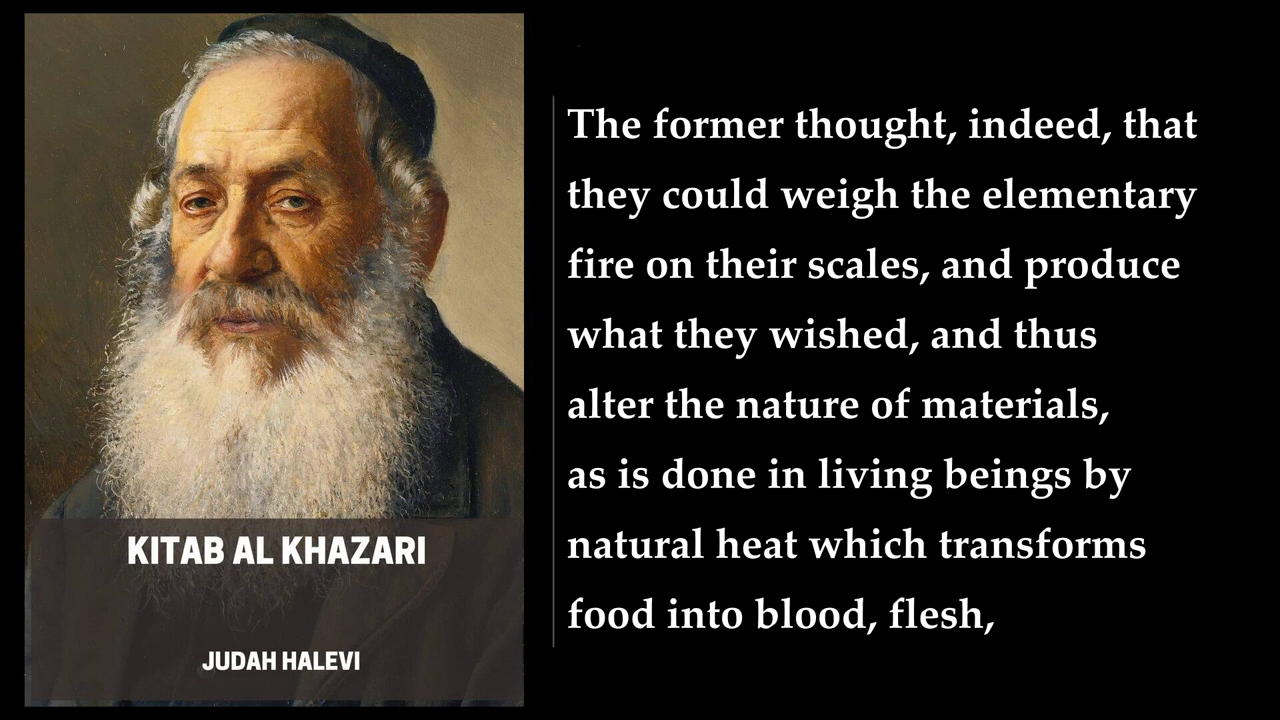 KITAB AL KHAZARI
JUDAH HALEVI
The former thought, indeed, that
they could weigh the elementary
fire on their scales, and produce
what they wished, and thus
alter the nature of materials,
as is done in living beings by
natural heat which transforms
food into blood, flesh,